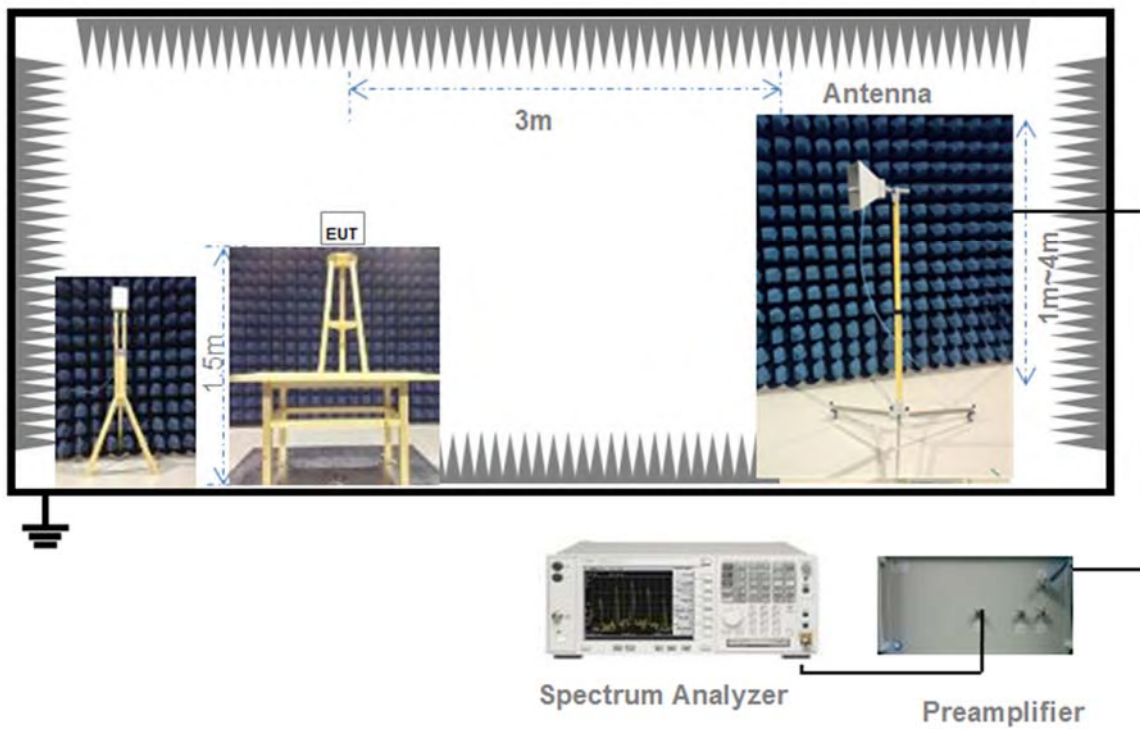 Antenna
3m
EUT
1.5m
1m~4m
Spectrum Analyzer
Preamplifier